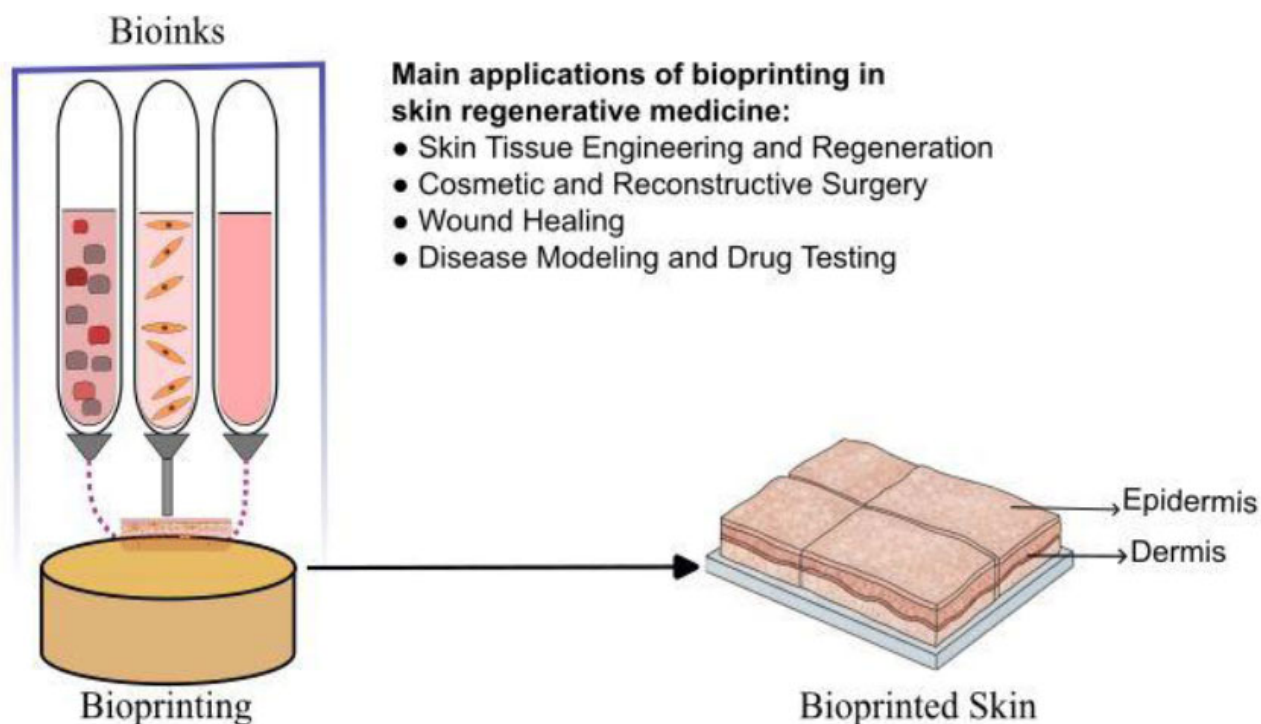 Bioinks
Main applications of bioprinting in
skin regenerative medicine:
● Skin Tissue Engineering and Regeneration
● Cosmetic and Reconstructive Surgery
● Wound Healing
● Disease Modeling and Drug Testing
Epidermis
Dermis
Bioprinting
Bioprinted Skin